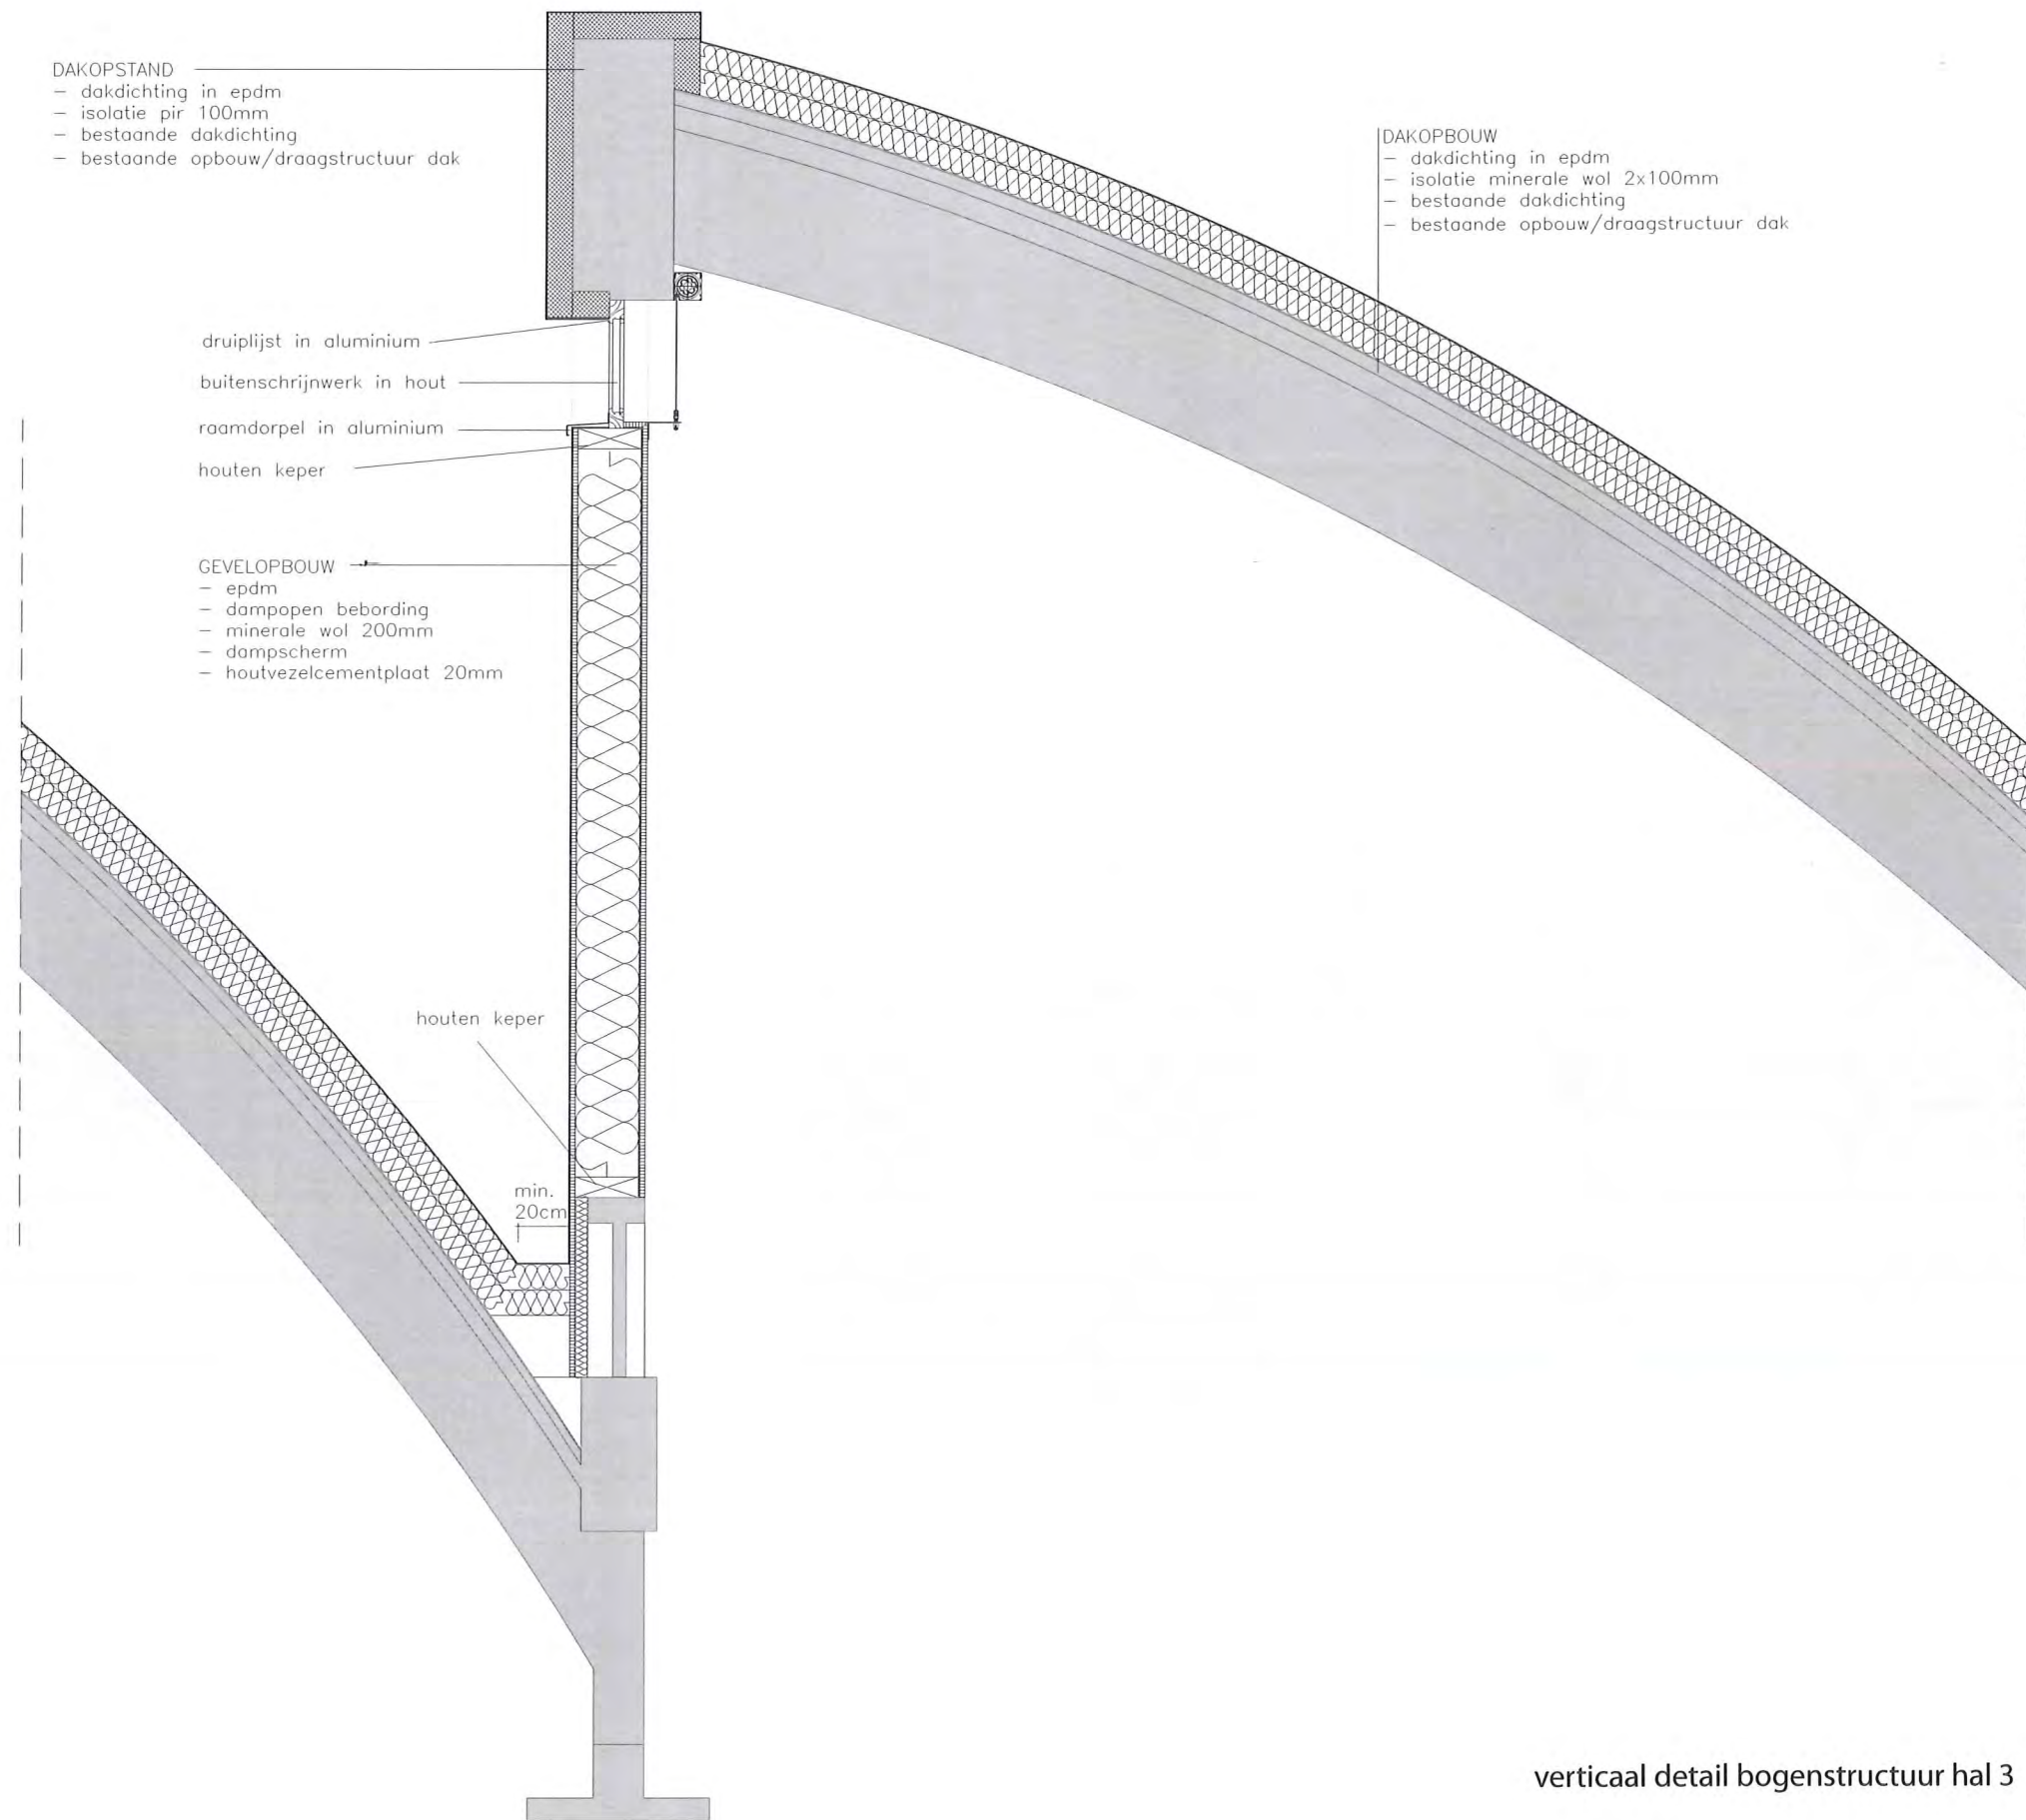 DAKOPSTAND
– dakdichting in epdm
– isolatie pir 100mm
– bestaande dakdichting
– bestaande opbouw/draagstructuur dak
DAKOPBOUW
– dakdichting in epdm
– isolatie minerale wol 2x100mm
– bestaande dakdichting
– bestaande opbouw/draagstructuur dak
druiplijst in aluminium
buitenschrijnwerk in hout
raamdorpel in aluminium
houten keper
GEVELOPBOUW
– epdm
– dampopen bebording
– minerale wol 200mm
– dampscherm
– houtvezelcementplaat 20mm
houten keper
min.
20cm
verticaal detail bogenstructuur hal 3